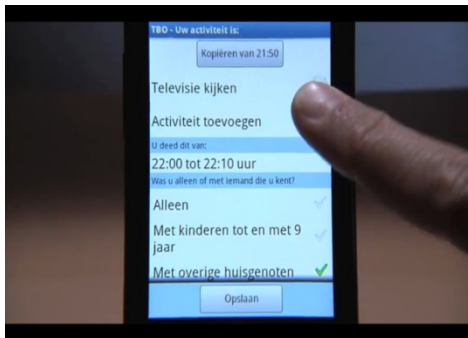 TBO - Uw activiteit is:
Kopiëren van 21:50
Televisie kijken
Activiteit toevoegen
U deed dit van:
22:00 tot 22:10 uur
Was u alleen of met iemand die u kent?
Alleen
Met kinderen tot en met 9
jaar
Met overige huisgenoten
Opslaan